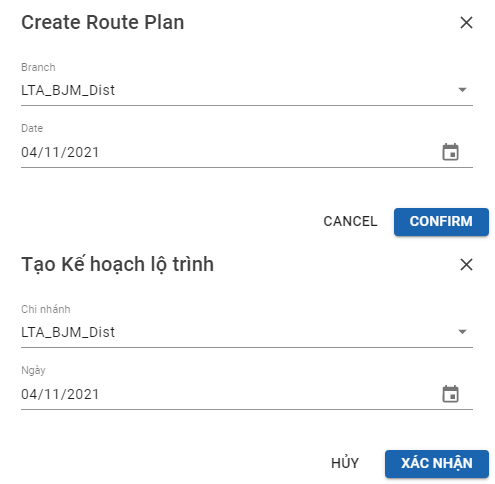 Create Route Plan
Branch
LTA_BJM_Dist
Date
04/11/2021
CANCEL CONFIRM
Tạo Kế hoạch lộ trình
Chi nhánh
LTA_BJM_Dist
Ngày
04/11/2021
HỦY XÁC NHẬN